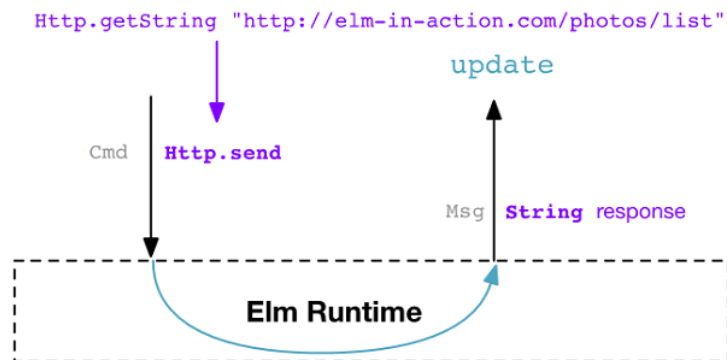 Http.getString "http://elm-in-action.com/photos/list"
update
Cmd Http.send
Msg String response
Elm Runtime